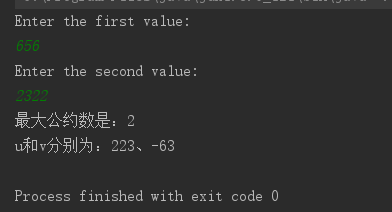 Enter the first value:
656
Enter the second value:
2322
最大公约数是：2
u和v分别为：223、-63
Process finished with exit code 0